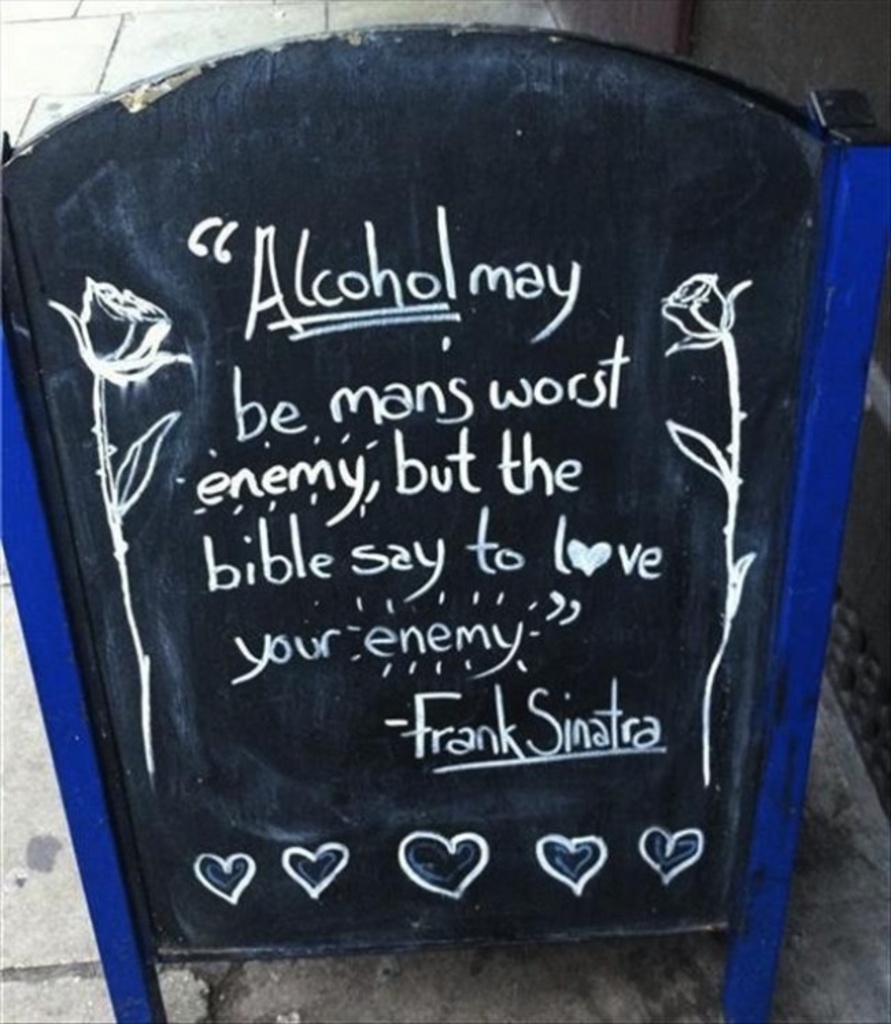 "Alcohol may
be mans worst
enemy, but the
bible say to love
your enemy."
-Frank Sinatra